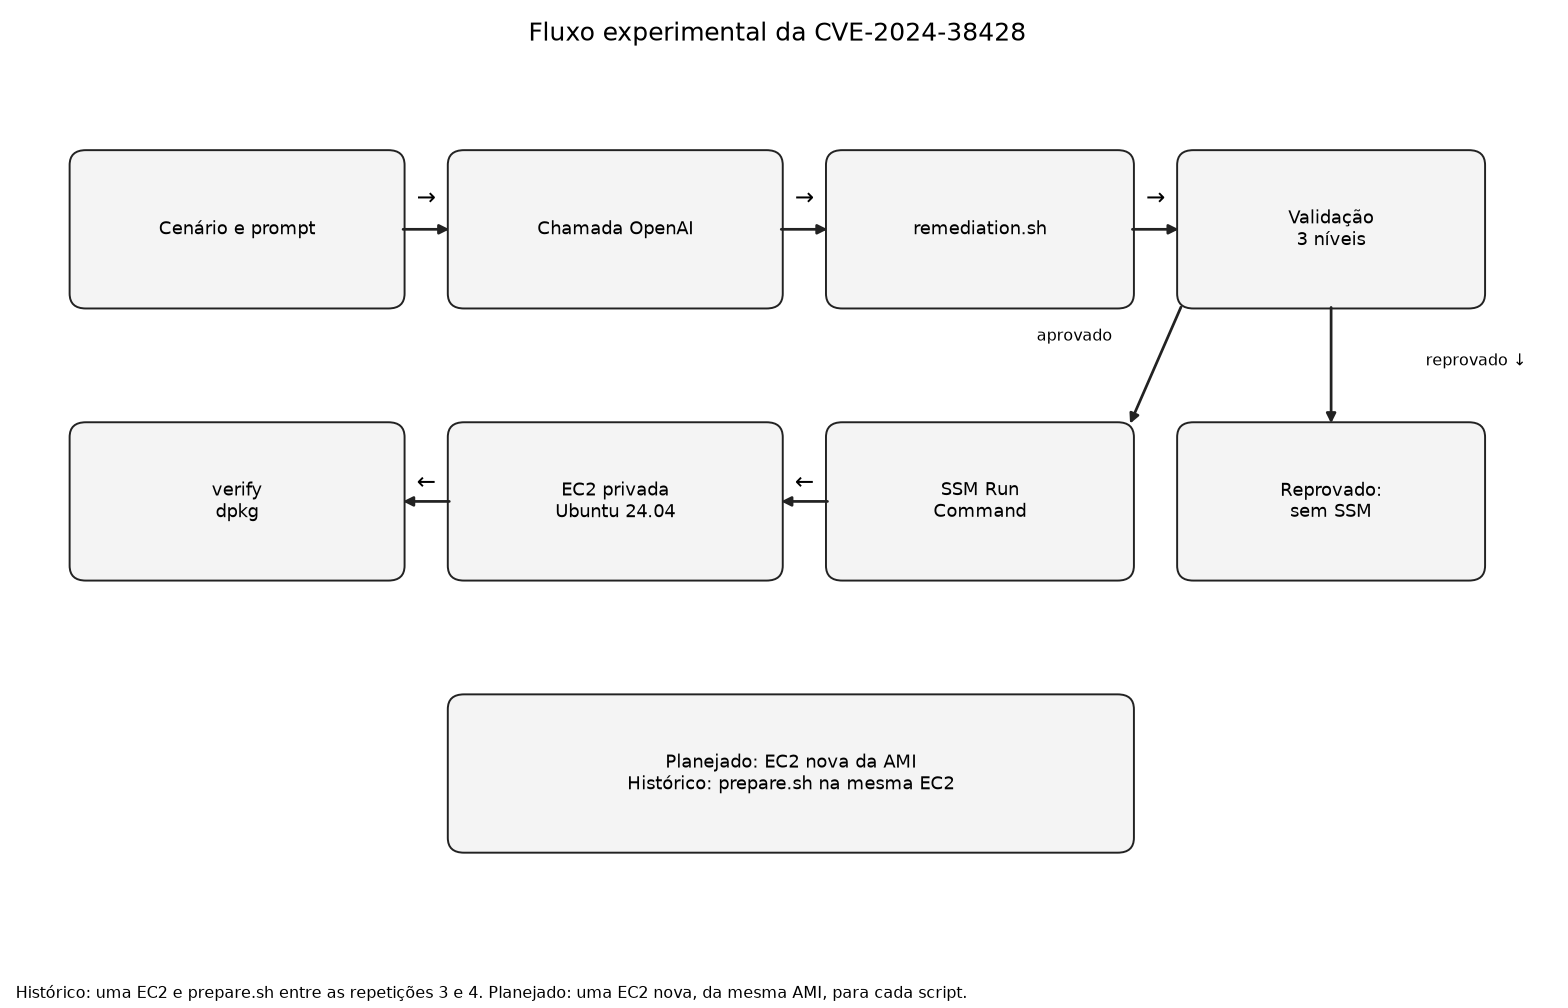 Fluxo experimental da CVE-2024-38428
Cenário e prompt
→
Chamada OpenAI
→
remediation.sh
→
Validação
3 níveis
aprovado
reprovado ↓
verify
dpkg
←
EC2 privada
Ubuntu 24.04
←
SSM Run
Command
Reprovado:
sem SSM
Planejado: EC2 nova da AMI
Histórico: prepare.sh na mesma EC2
Histórico: uma EC2 e prepare.sh entre as repetições 3 e 4. Planejado: uma EC2 nova, da mesma AMI, para cada script.